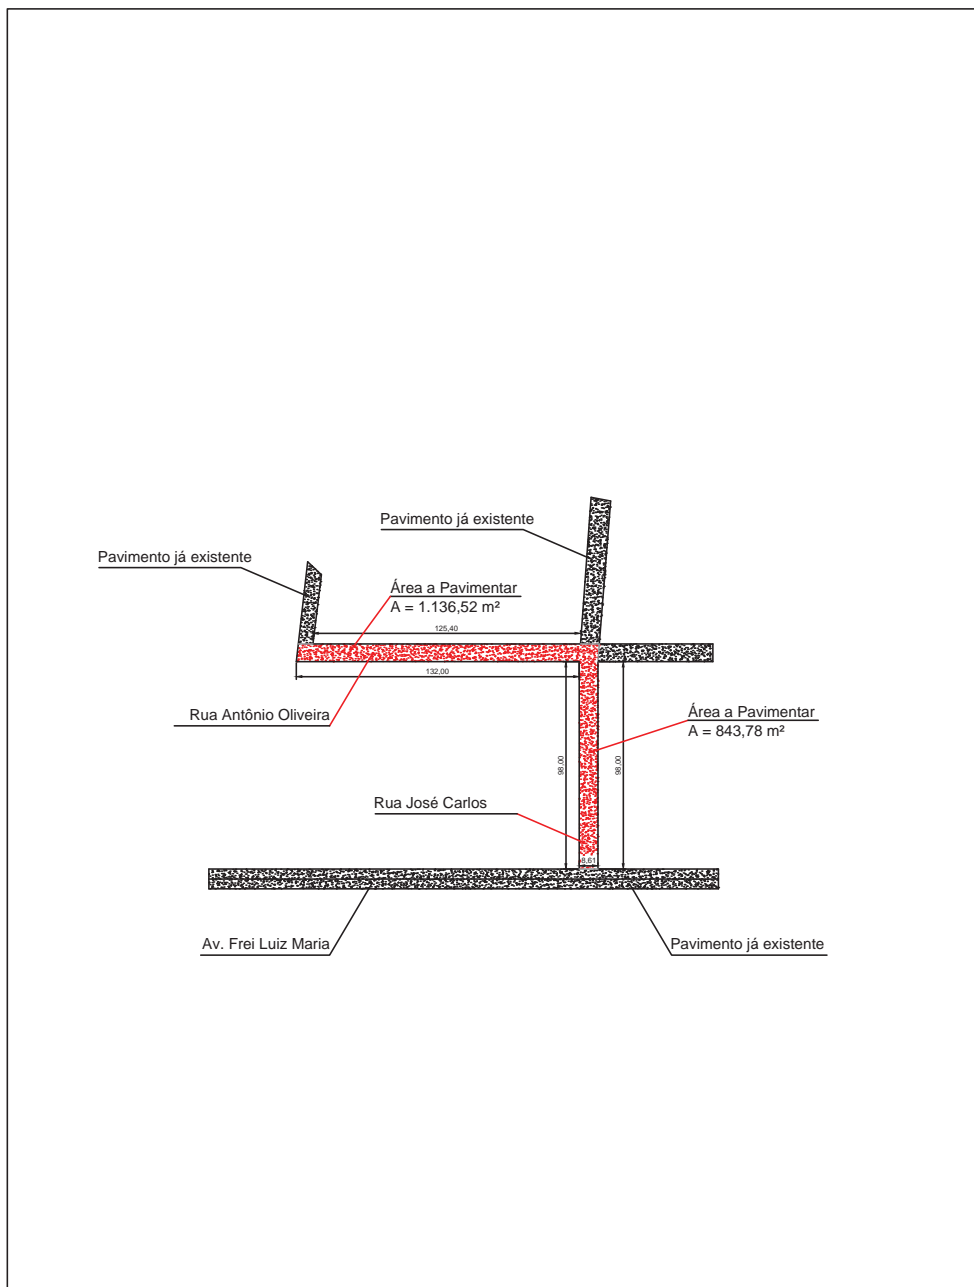 Pavimento já existente
Pavimento já existente
Área a Pavimentar
A = 1.136,52 m²
125,40
132,00
Rua Antônio Oliveira
Área a Pavimentar
A = 843,78 m²
98,00
98,00
Rua José Carlos
8,61
Av. Frei Luiz Maria
Pavimento já existente